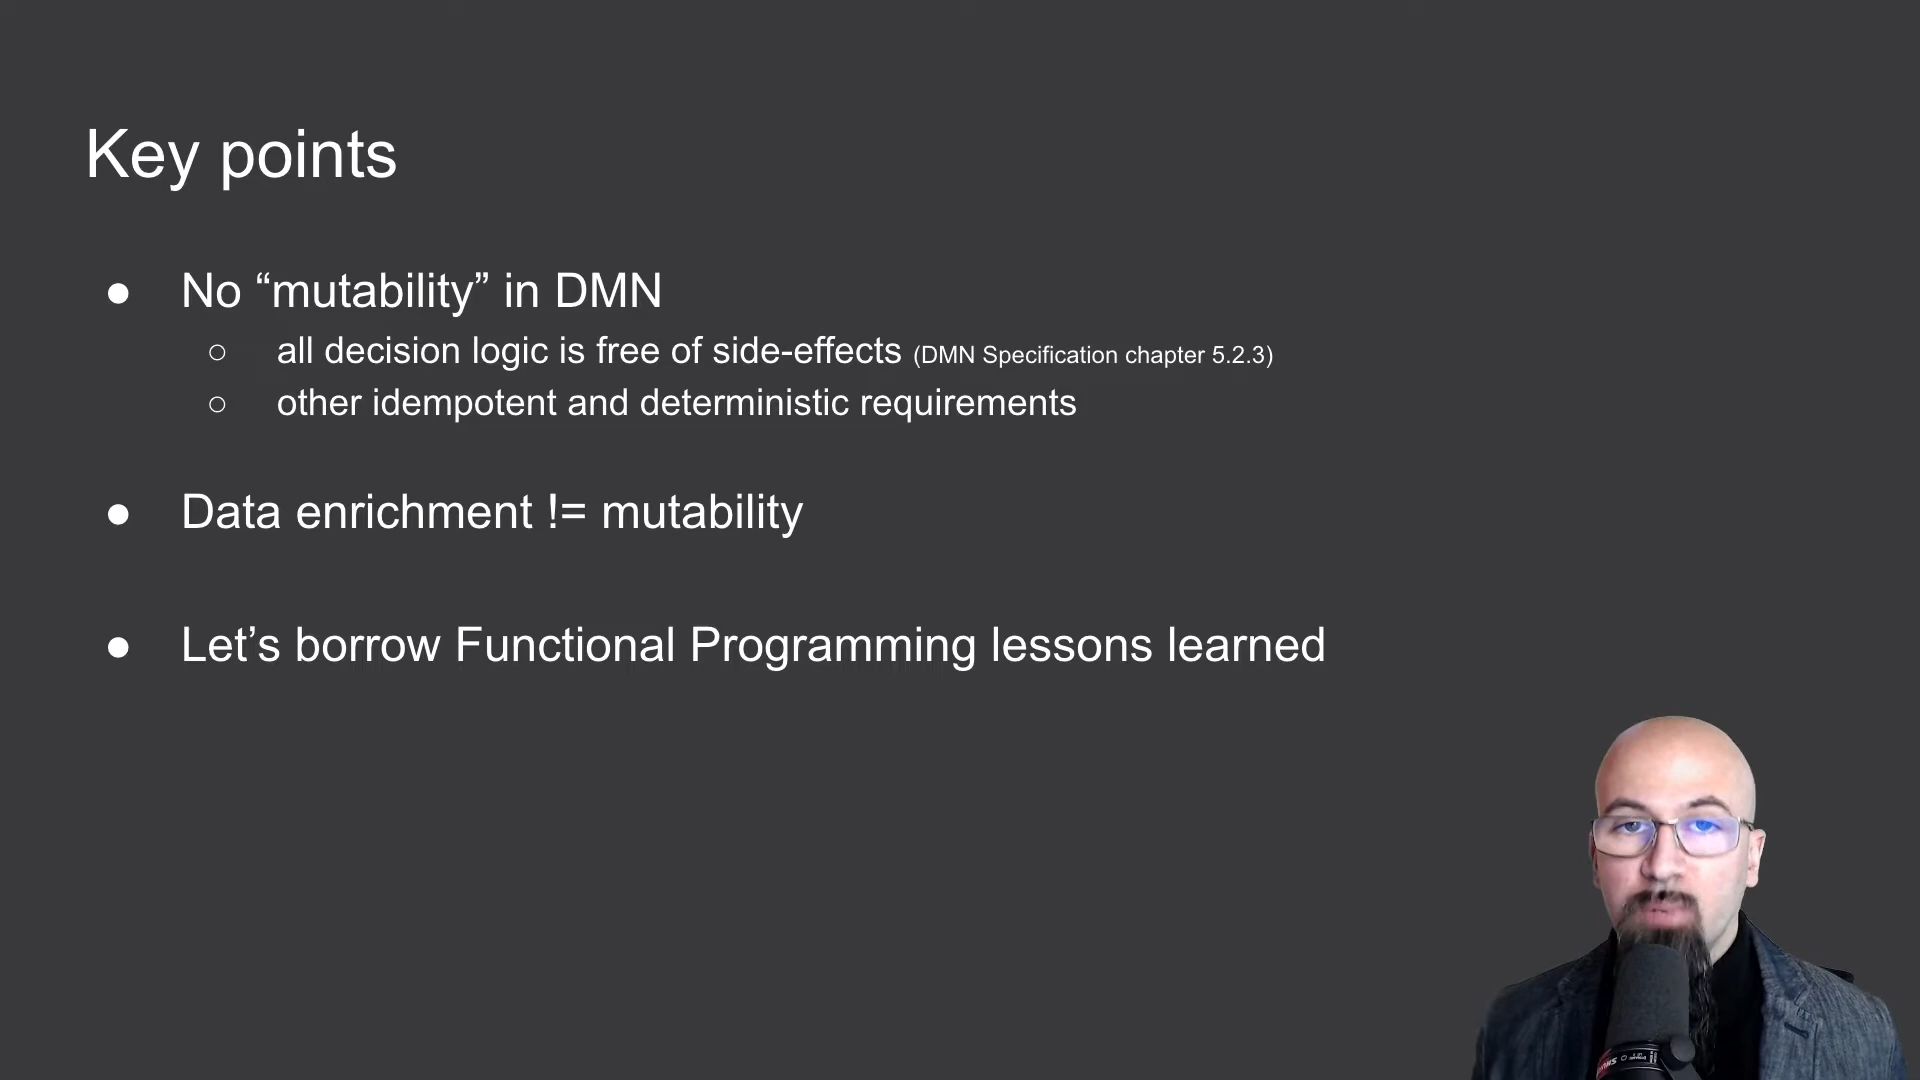 Key points
● No “mutability” in DMN
○ all decision logic is free of side-effects (DMN Specification chapter 5.2.3)
○ other idempotent and deterministic requirements
● Data enrichment != mutability
● Let’s borrow Functional Programming lessons learned